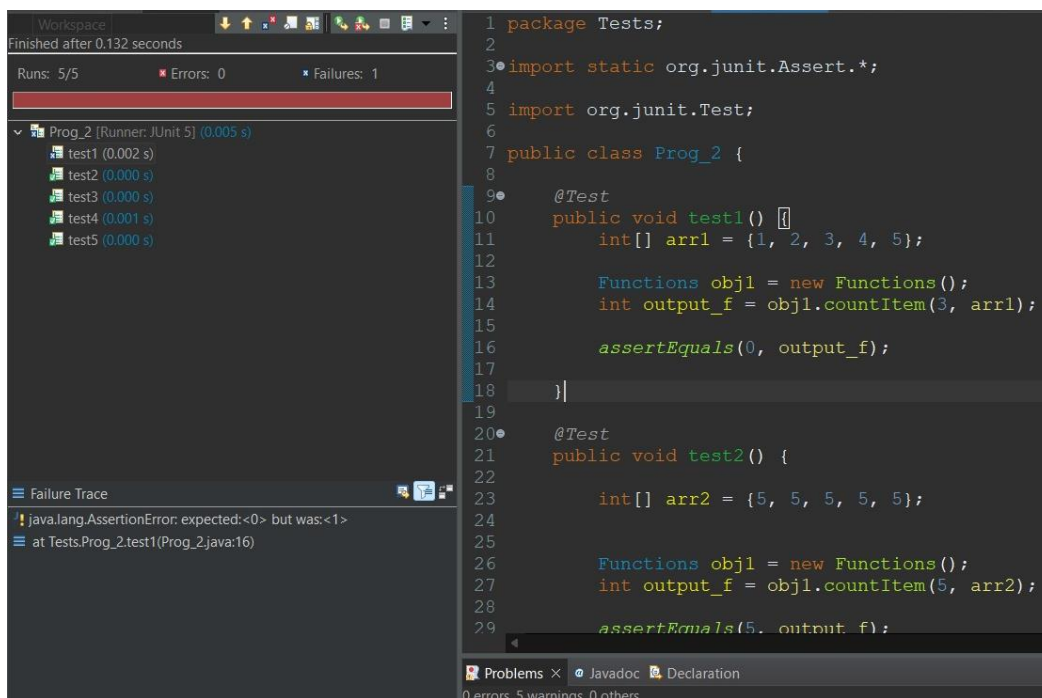 Workspace
Finished after 0.132 seconds
Runs: 5/5 Errors: 0 Failures: 1
Prog_2 [Runner: JUnit 5] (0.005 s)
test1 (0.002 s)
test2 (0.000 s)
test3 (0.000 s)
test4 (0.001 s)
test5 (0.000 s)
Failure Trace
java.lang.AssertionError: expected:<0> but was:<1>
at Tests.Prog_2.test1(Prog_2.java:16)
1 package Tests;
2
3 import static org.junit.Assert.*;
4
5 import org.junit.Test;
6
7 public class Prog_2 {
8
9 @Test
10 public void test1() {
11 int[] arr1 = {1, 2, 3, 4, 5};
12
13 Functions obj1 = new Functions();
14 int output_f = obj1.countItem(3, arr1);
15
16 assertEquals(0, output_f);
17
18 }
19
20 @Test
21 public void test2() {
22
23 int[] arr2 = {5, 5, 5, 5, 5};
24
25
26 Functions obj1 = new Functions();
27 int output_f = obj1.countItem(5, arr2);
28
29 assertEquals(5, output_f);
Problems Javadoc Declaration
0 errors, 5 warnings, 0 others